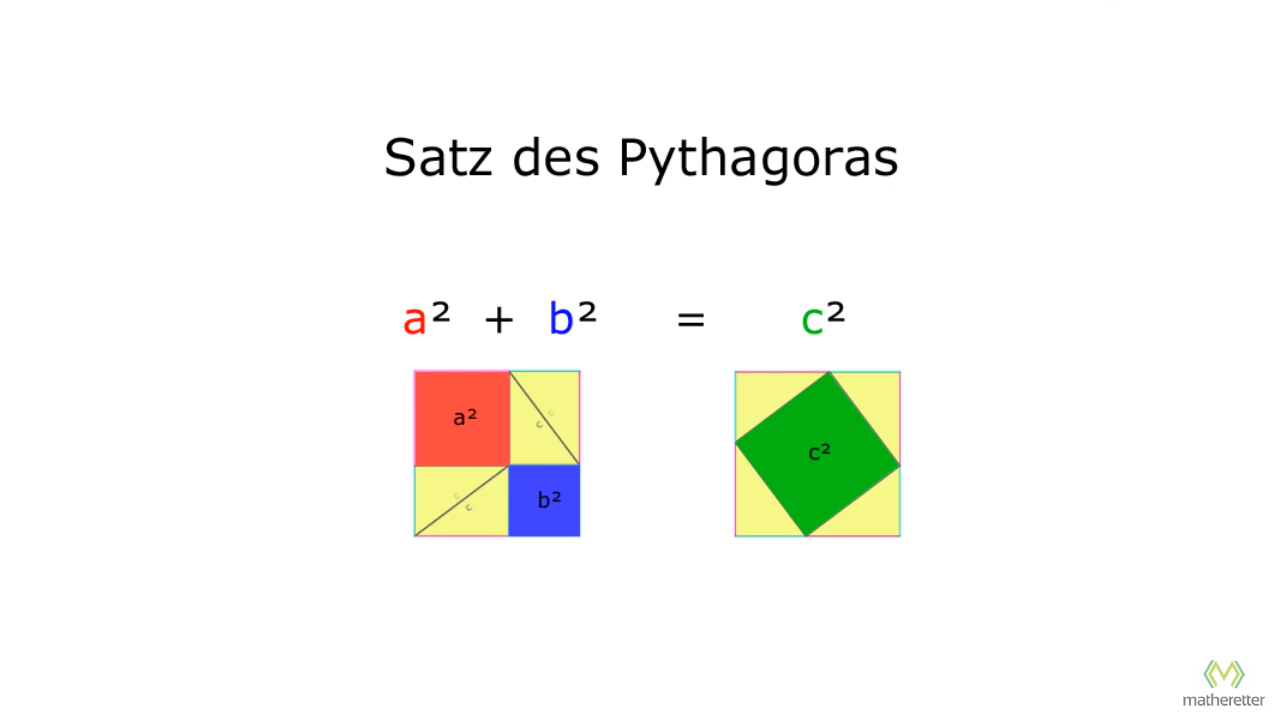 Satz des Pythagoras
a² + b² = c²
a²
c
c
c²
c
c
b²
matheretter